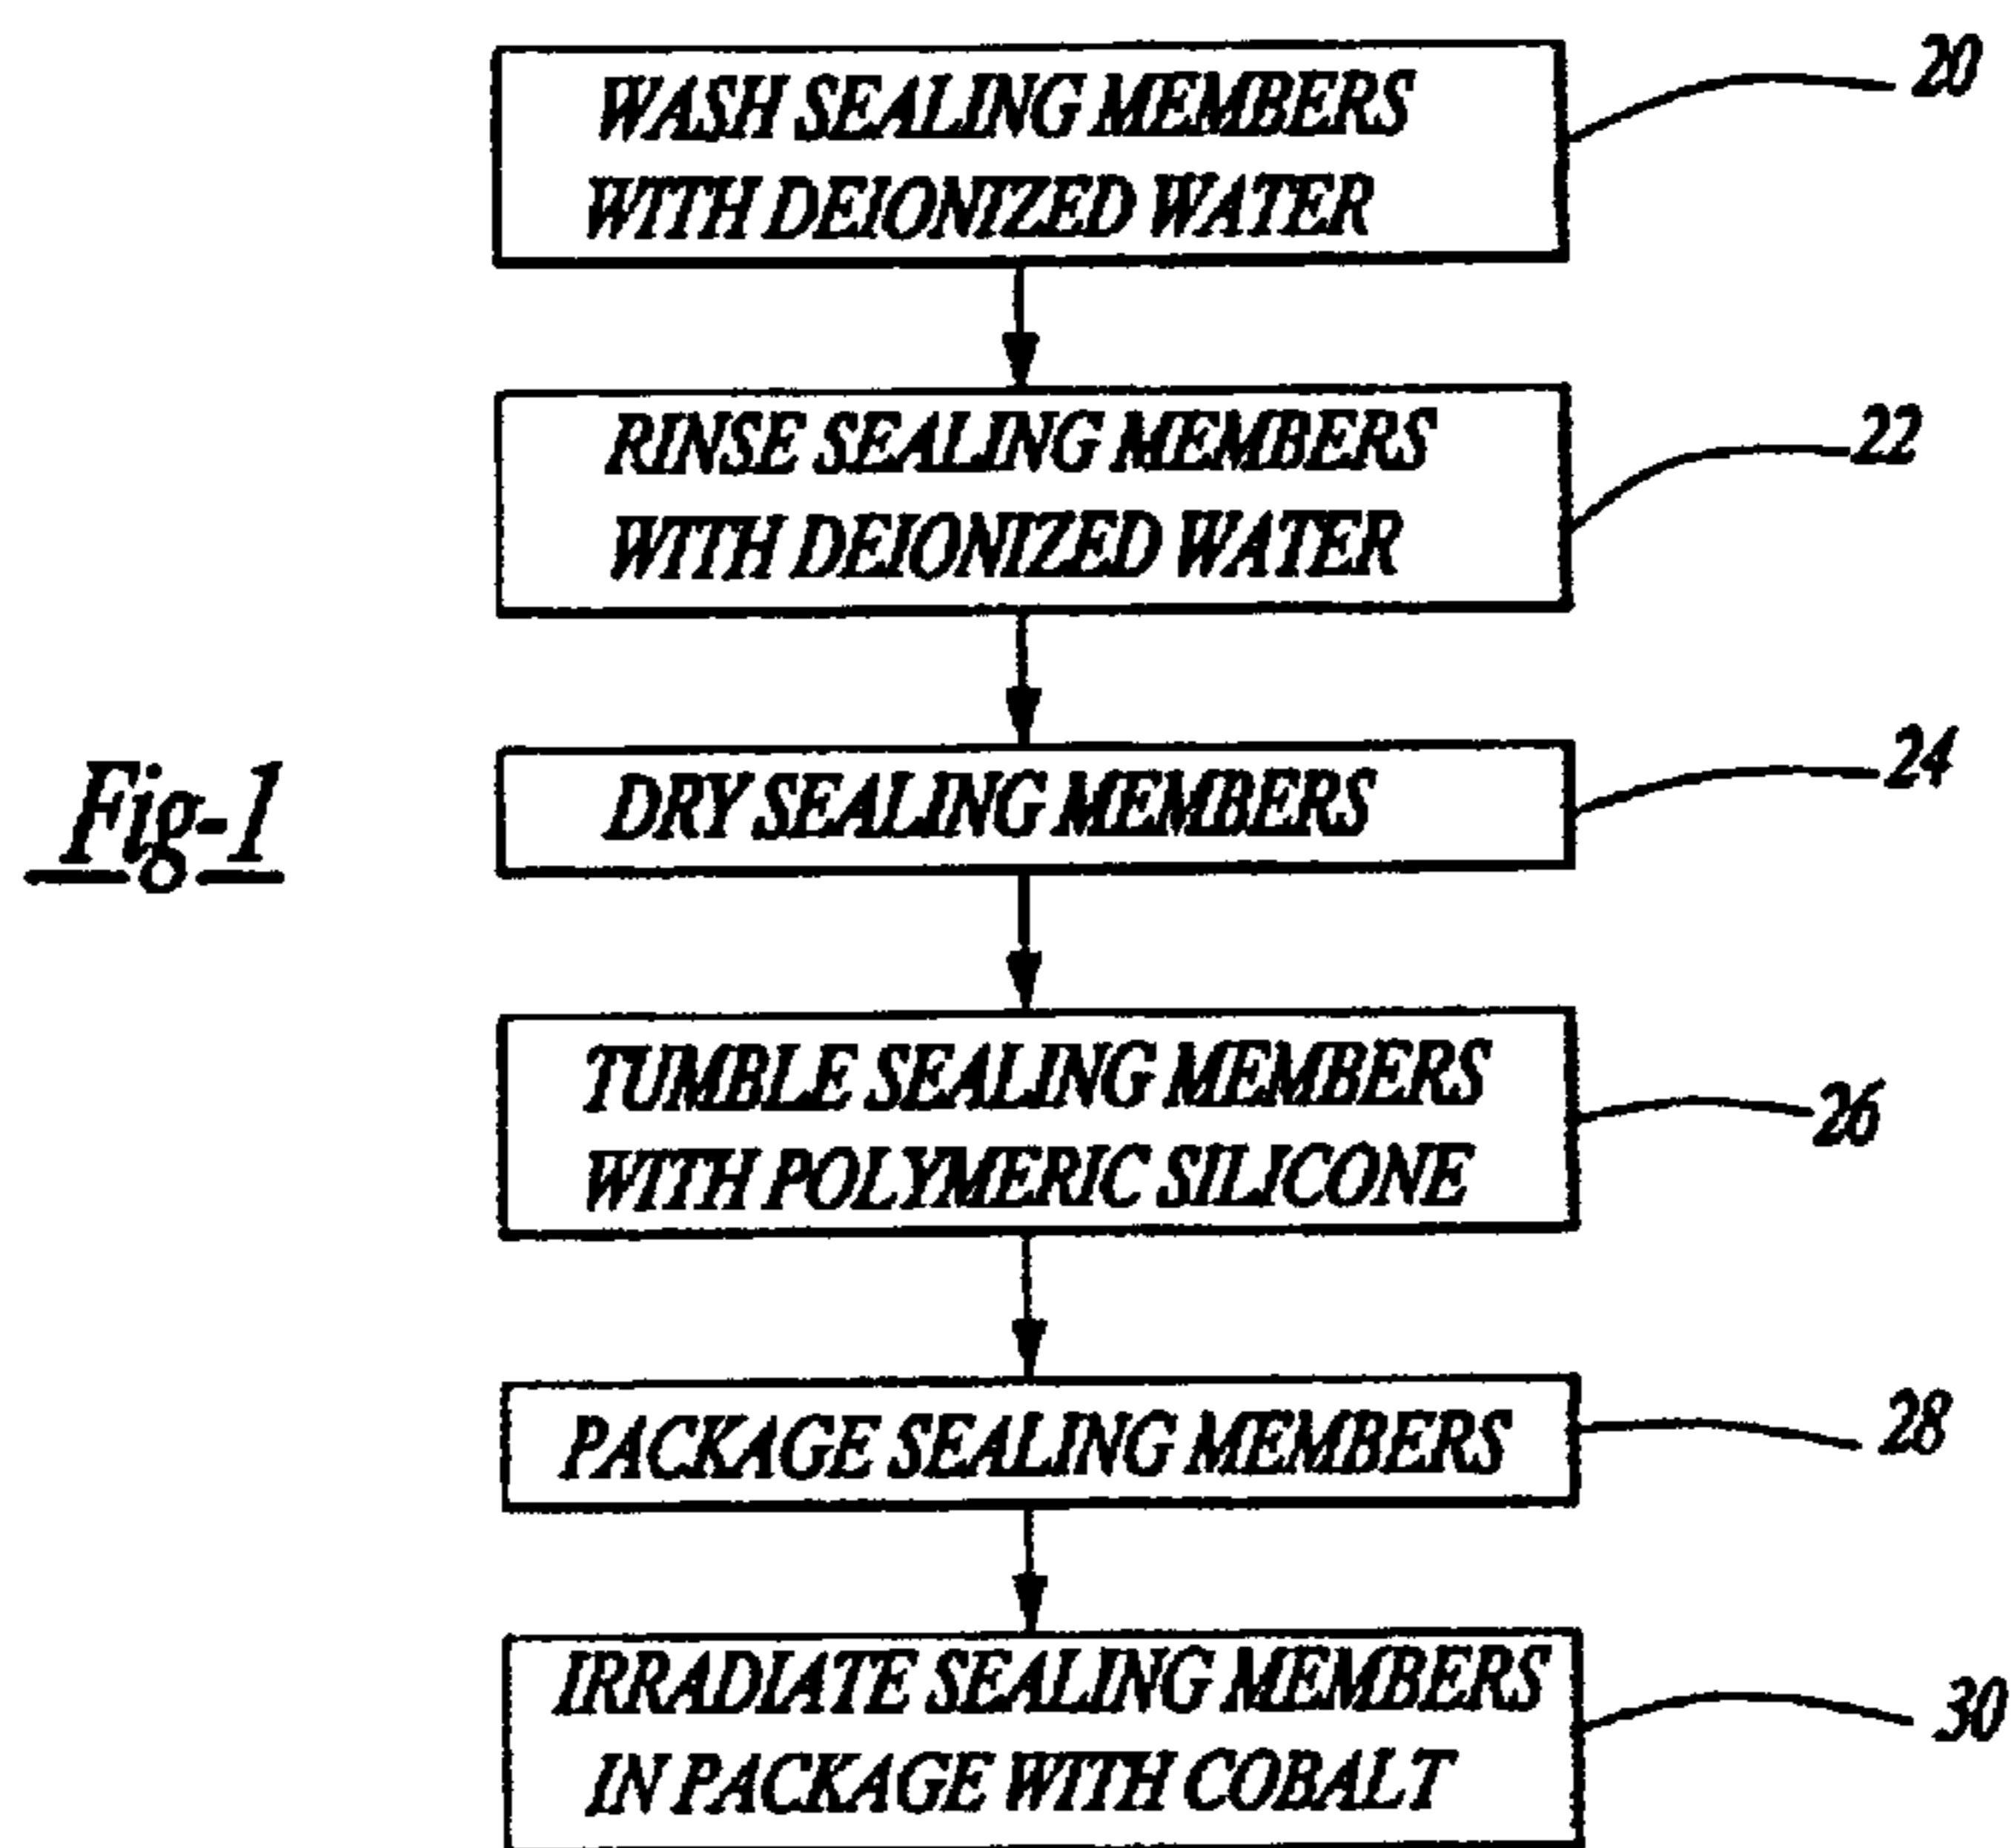 WASH SEALING MEMBERS
WITH DEIONIZED WATER
20
RINSE SEALING MEMBERS
WITH DEIONIZED WATER
22
Fig-1
DRY SEALING MEMBERS
24
TUMBLE SEALING MEMBERS
WITH POLYMERIC SILICONE
26
PACKAGE SEALING MEMBERS
28
IRRADIATE SEALING MEMBERS
IN PACKAGE WITH COBALT
30